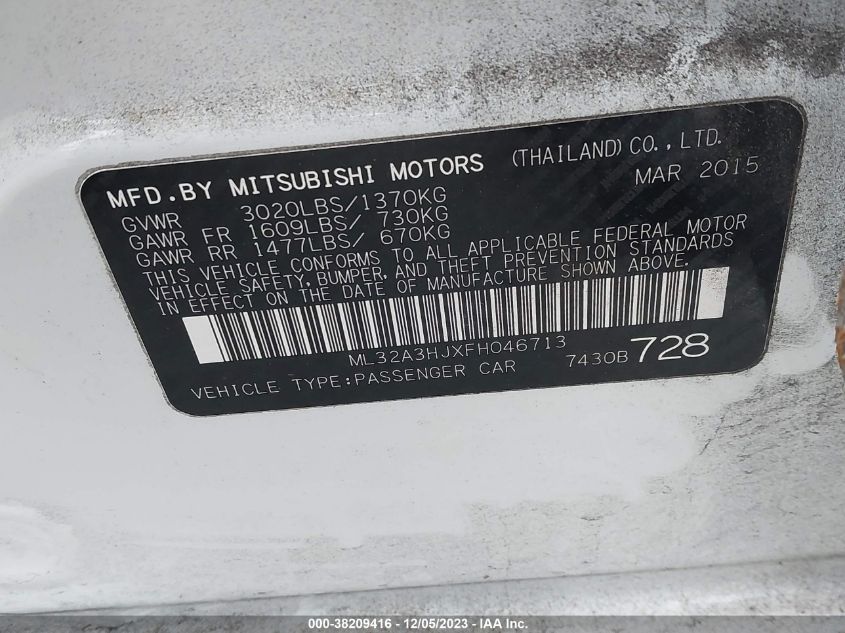 MFD.BY MITSUBISHI MOTORS (THAILAND) CO., LTD.
MAR 2015
GVWR 3020LBS/1370KG
GAWR FR 1609LBS/ 730KG
GAWR RR 1477LBS/ 670KG
THIS VEHICLE CONFORMS TO ALL APPLICABLE FEDERAL MOTOR
VEHICLE SAFETY, BUMPER, AND THEFT PREVENTION STANDARDS
IN EFFECT ON THE DATE OF MANUFACTURE SHOWN ABOVE.
ML32A3HJXFH046713
VEHICLE TYPE:PASSENGER CAR 7430B 728
000-38209416 - 12/05/2023 - IAA Inc.